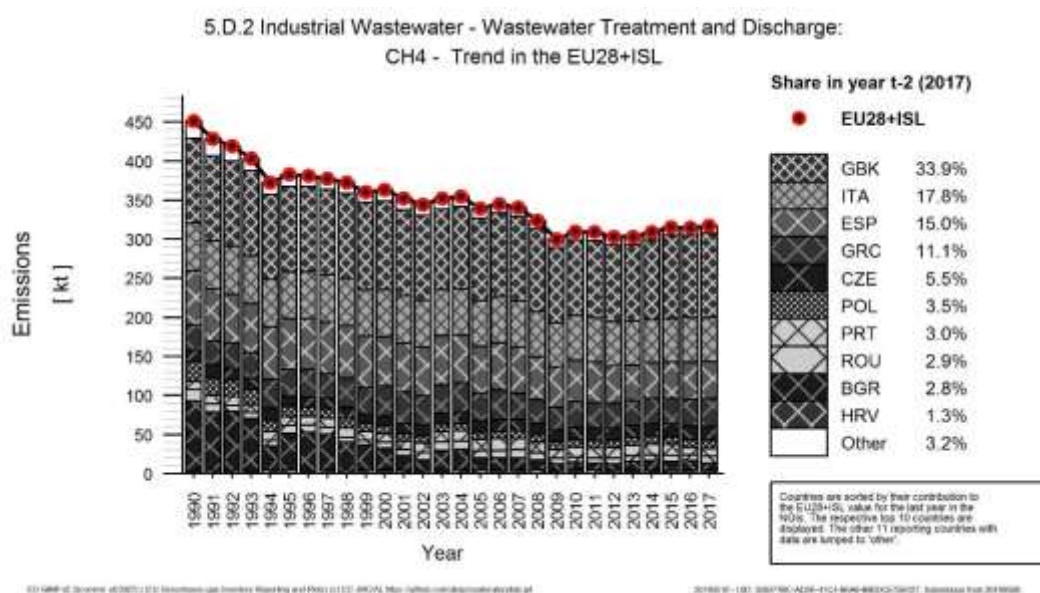 5.D.2 Industrial Wastewater - Wastewater Treatment and Discharge:
CH4 - Trend in the EU28+ISL
Share in year t-2 (2017)
EU28+ISL
GBK 33.9%
ITA 17.8%
ESP 15.0%
GRC 11.1%
CZE 5.5%
POL 3.5%
PRT 3.0%
ROU 2.9%
BGR 2.8%
HRV 1.3%
Other 3.2%
Countries are sorted by their contribution to
the EU28+ISL value for the last year in the
NGIs. The respective top 10 countries are
displayed. The other 11 reporting countries with
data are lumped to 'other'.
Emissions
[ kt ]
450
400
350
300
250
200
150
100
50
0
1990 1991 1992 1993 1994 1995 1996 1997 1998 1999 2000 2001 2002 2003 2004 2005 2006 2007 2008 2009 2010 2011 2012 2013 2014 2015 2016 2017
Year